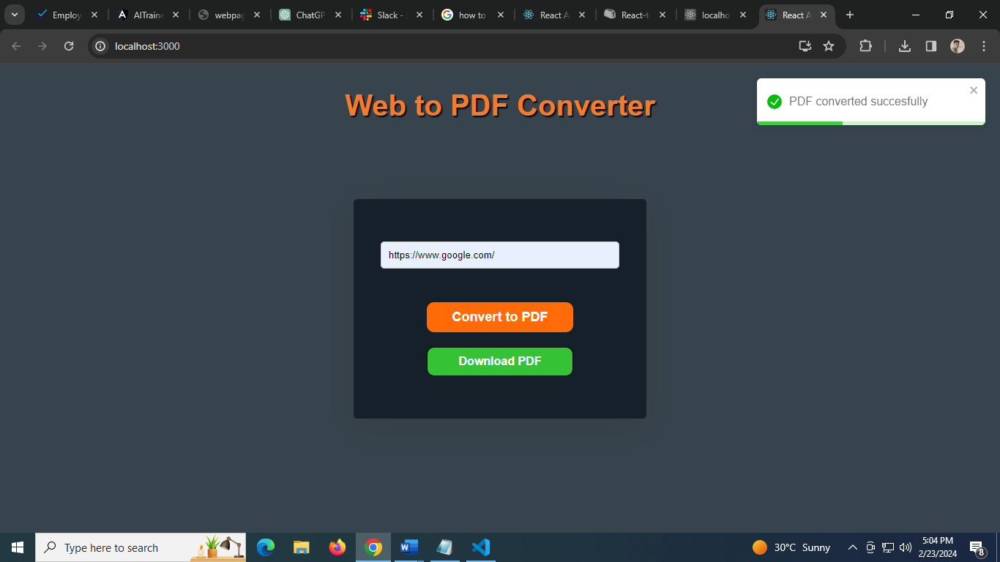 Employ
AITraine
webpag
ChatGP
Slack -
how to
React A
React-t
localho
React A
localhost:3000
Web to PDF Converter
PDF converted succesfully
https://www.google.com/
Convert to PDF
Download PDF
Type here to search
30°C Sunny
5:04 PM
2/23/2024
8